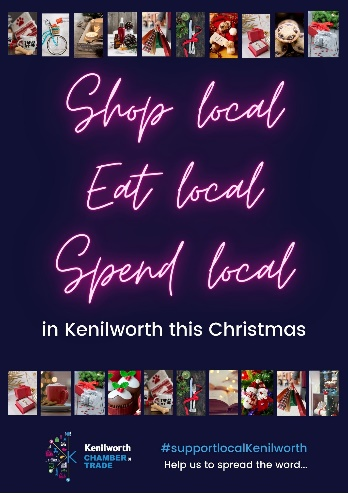 Shop local
Eat local
Spend local
in Kenilworth this Christmas
Kenilworth
CHAMBER
TRADE
#supportlocalKenilworth
Help us to spread the word...